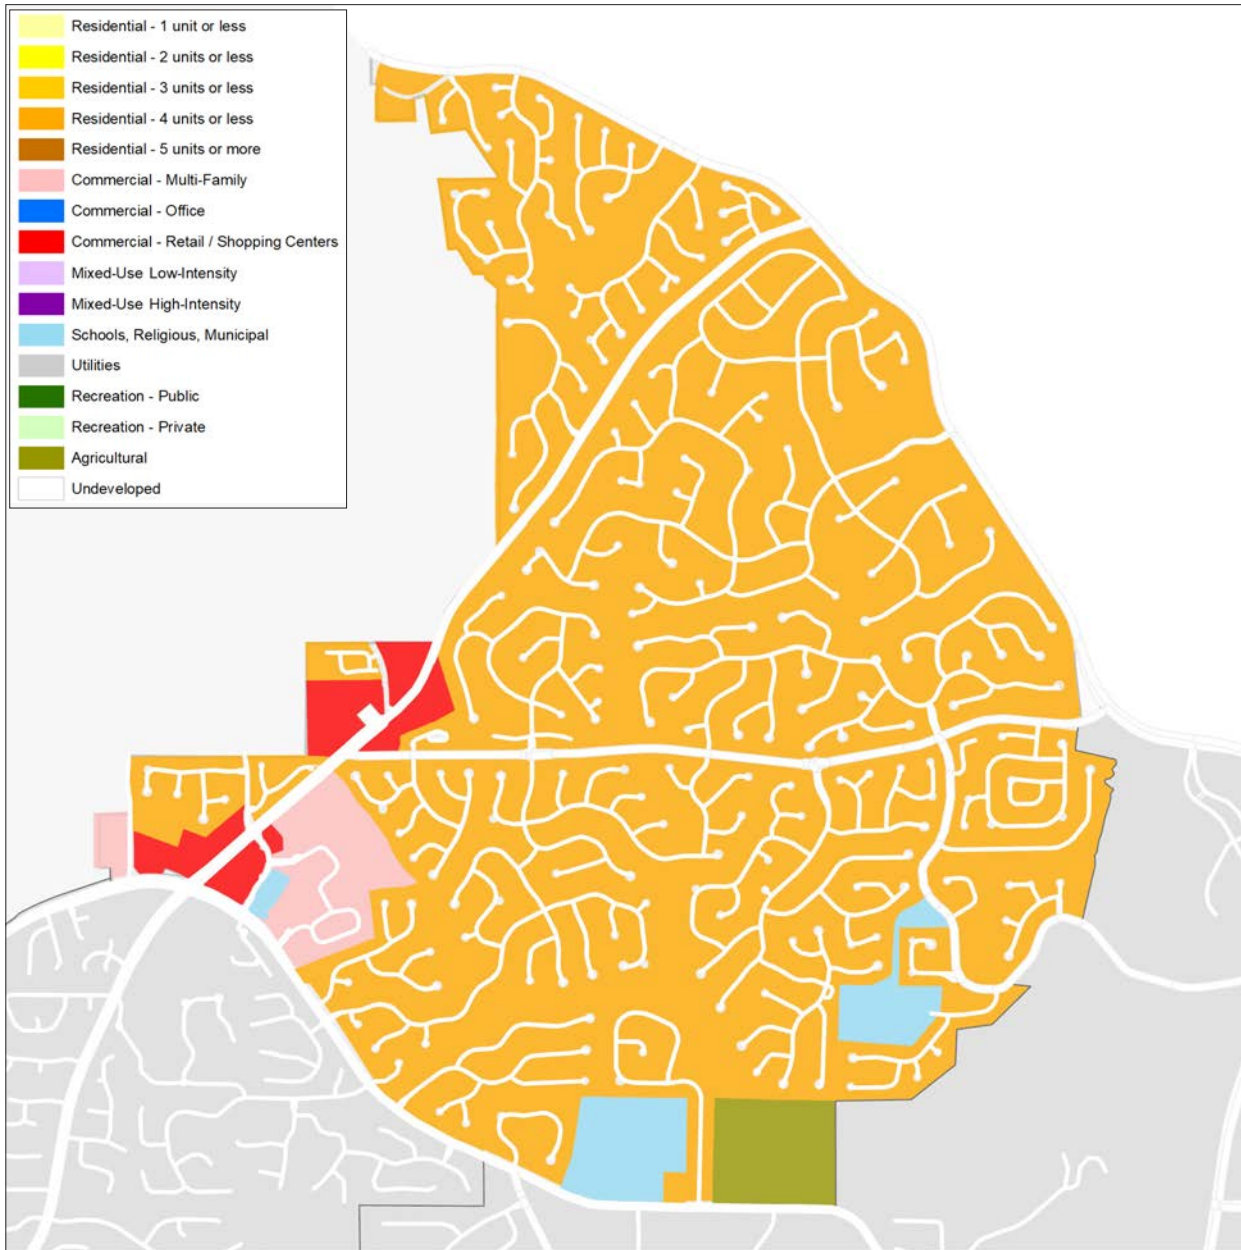 Residential - 1 unit or less
Residential - 2 units or less
Residential - 3 units or less
Residential - 4 units or less
Residential - 5 units or more
Commercial - Multi-Family
Commercial - Office
Commercial - Retail / Shopping Centers
Mixed-Use Low-Intensity
Mixed-Use High-Intensity
Schools, Religious, Municipal
Utilities
Recreation - Public
Recreation - Private
Agricultural
Undeveloped